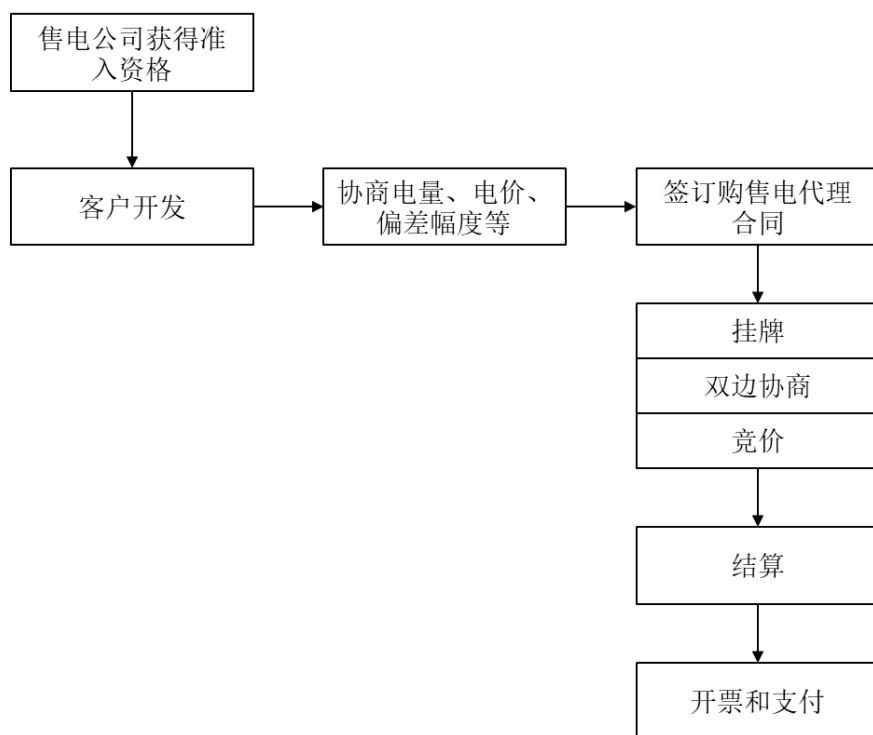 售电公司获得准
入资格
客户开发
协商电量、电价、
偏差幅度等
签订购售电代理
合同
挂牌
双边协商
竞价
结算
开票和支付